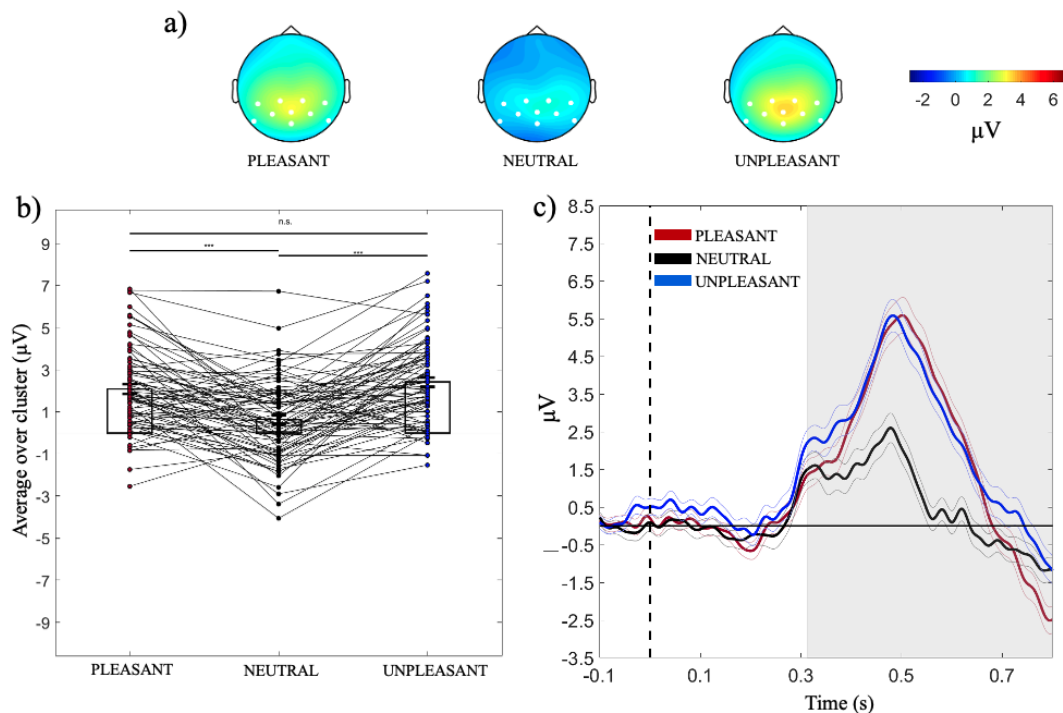 a)
PLEASANT
NEUTRAL
UNPLEASANT
-2 0 2 4 6
µV
b)
n.s.
***
***
9
7
5
3
1
-1
-3
-5
-7
-9
Average over cluster (µV)
PLEASANT
NEUTRAL
UNPLEASANT
c)
8.5
7.5
6.5
5.5
4.5
3.5
2.5
1.5
0.5
-0.5
-1.5
-2.5
-3.5
µV
PLEASANT
NEUTRAL
UNPLEASANT
-0.1 0.1 0.3 0.5 0.7
Time (s)